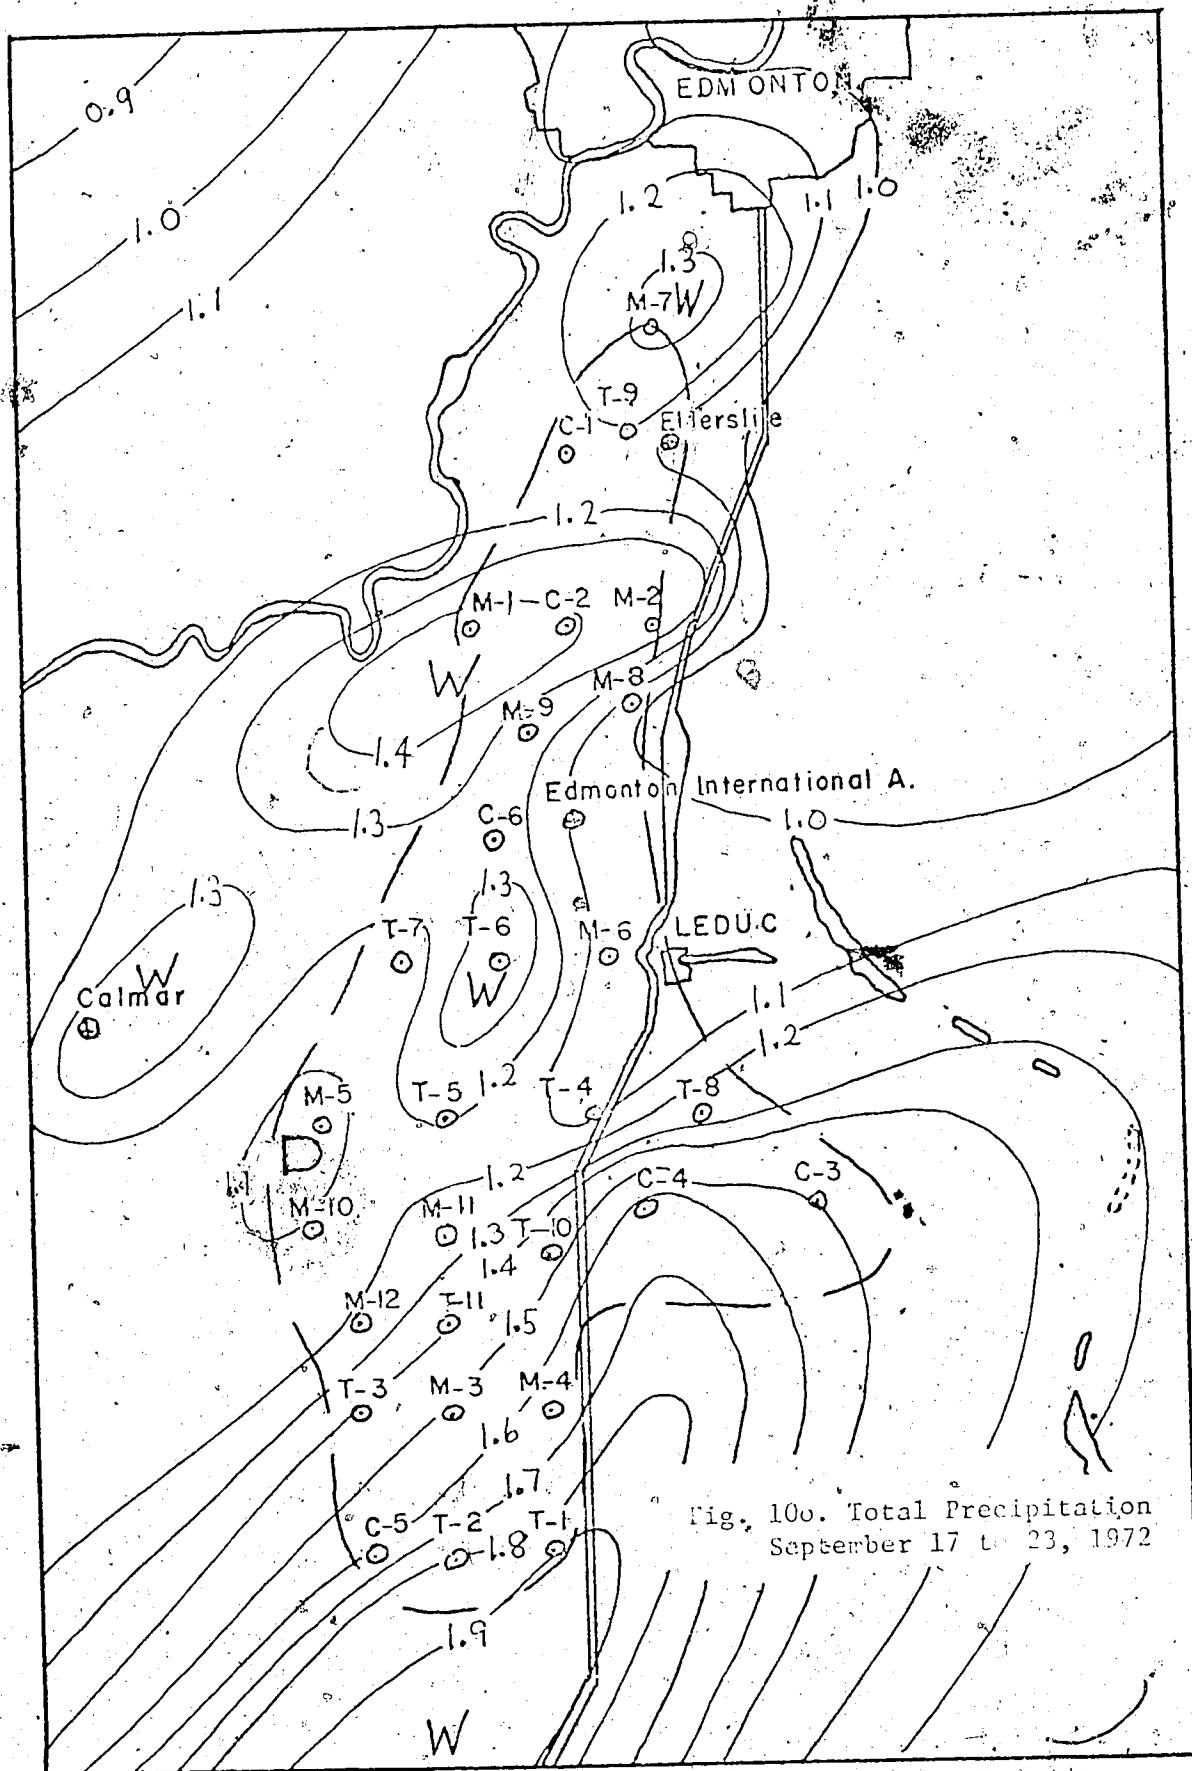 0.9
EDMONTON
1.0
1.2
1.1
1.0
1.1
1.3
M-7
W
T-9
C-1
Ellerslie
1.2
M-1
C-2
M-2
W
M-8
M-9
1.4
Edmonton International A.
1.3
C-6
1.0
1.3
1.3
T-7
T-6
M-6
LEDUC
W
W
Calmar
1.1
1.2
M-5
T-5
1.2
T-4
T-8
D
1.1
1.2
C-4
C-3
M-10
M-11
1.3
T-10
1.4
M-12
T-11
1.5
T-3
M-3
M-4
1.6
1.7
Total Precipitation
September 17 23, 1972
C-5
T-2
T-1
1.8
1.9
W